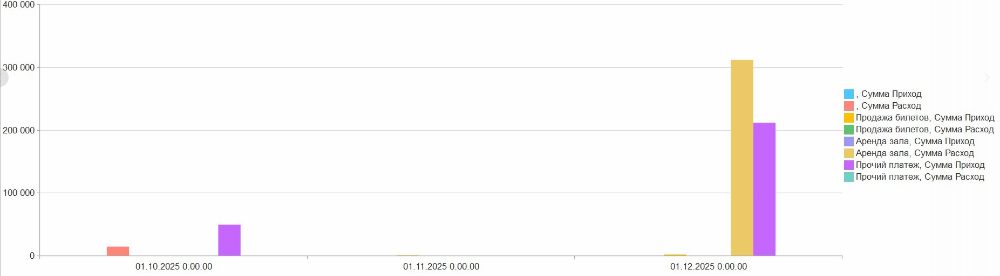 400 000
300 000
200 000
100 000
0
01.10.2025 0:00:00
01.11.2025 0:00:00
01.12.2025 0:00:00
, Сумма Приход
, Сумма Расход
Продажа билетов, Сумма Приход
Продажа билетов, Сумма Расход
Аренда зала, Сумма Приход
Аренда зала, Сумма Расход
Прочий платеж, Сумма Приход
Прочий платеж, Сумма Расход